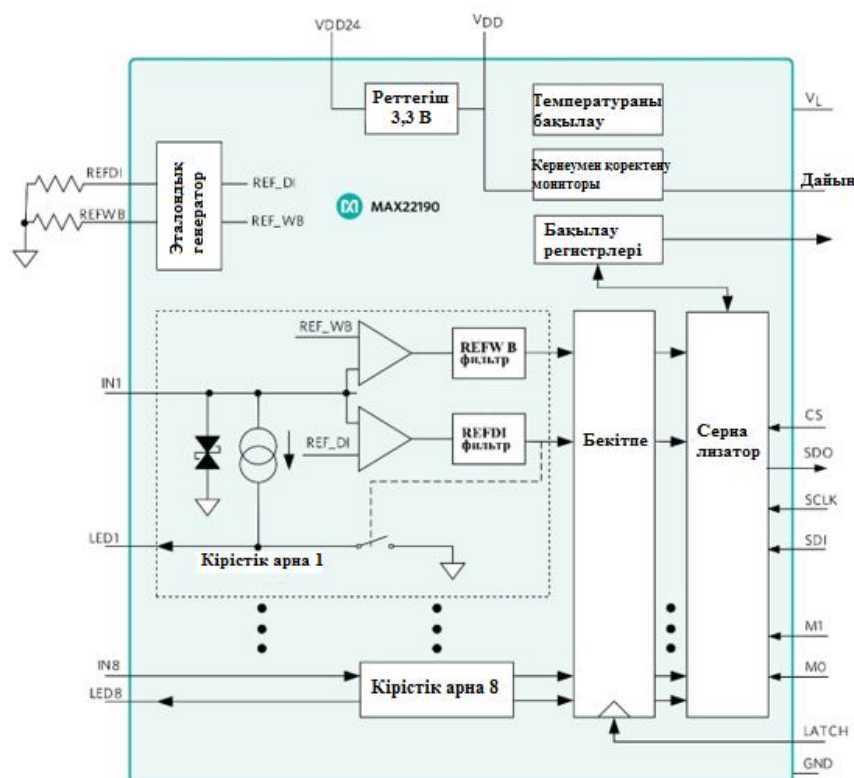 VDD24
VDD
Реттегіш
3,3 В
Температураны
бақылау
VL
Кернеумен қоректену
мониторы
Дайын
REFDI
REF_DI
Эталондық
генератор
MAX22190
REFWB
REF_WB
Бақылау
регистрлері
REF_WB
REFW B
фильтр
IN1
REF_DI
REFDI
фильтр
Бекітпе
Серна
лизатор
CS
SDO
SCLK
SDI
LED1
Кірістік арна 1
M1
IN8
Кірістік арна 8
M0
LED8
LATCH
GND